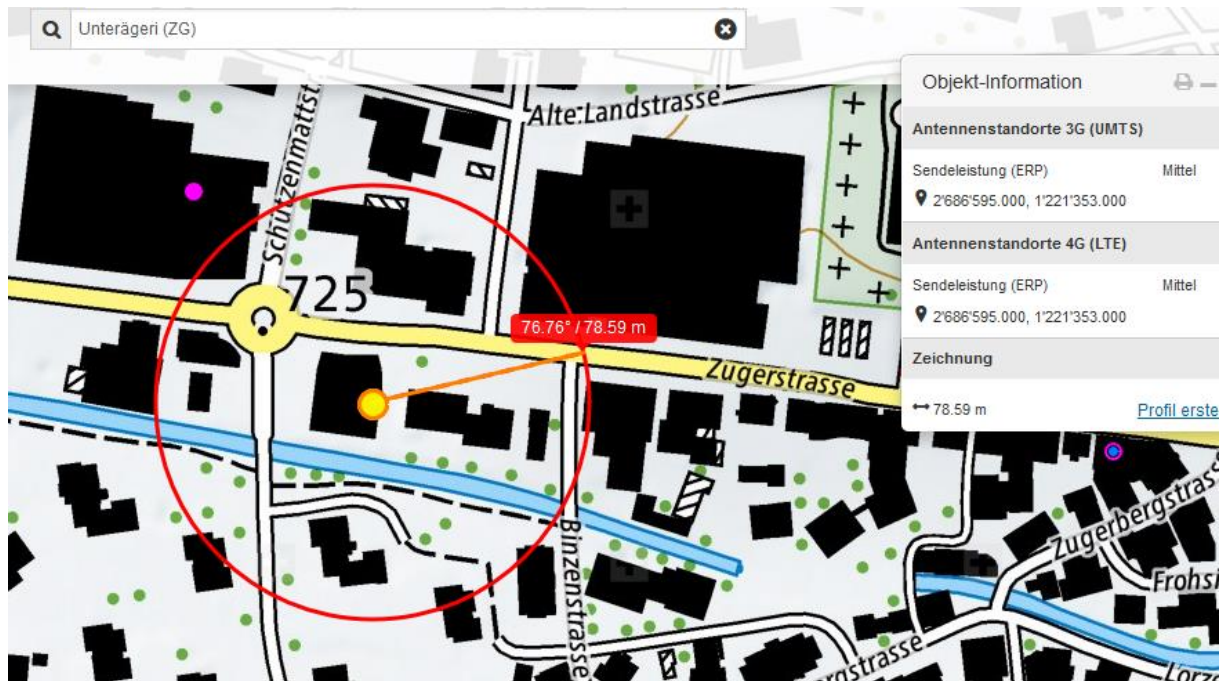 Unterägeri (ZG)
Objekt-Information
Antennenstandorte 3G (UMTS)
Sendeleistung (ERP) Mittel
2'686'595.000, 1'221'353.000
Antennenstandorte 4G (LTE)
Sendeleistung (ERP) Mittel
2'686'595.000, 1'221'353.000
Zeichnung
78.59 m Profil erste
Alte Landstrasse
Schützenmattst
725
76.76° / 78.59 m
Zugerstrasse
Binzenstrasse
Zugerbergstrass
Frohsi
rgstrasse
Lorz